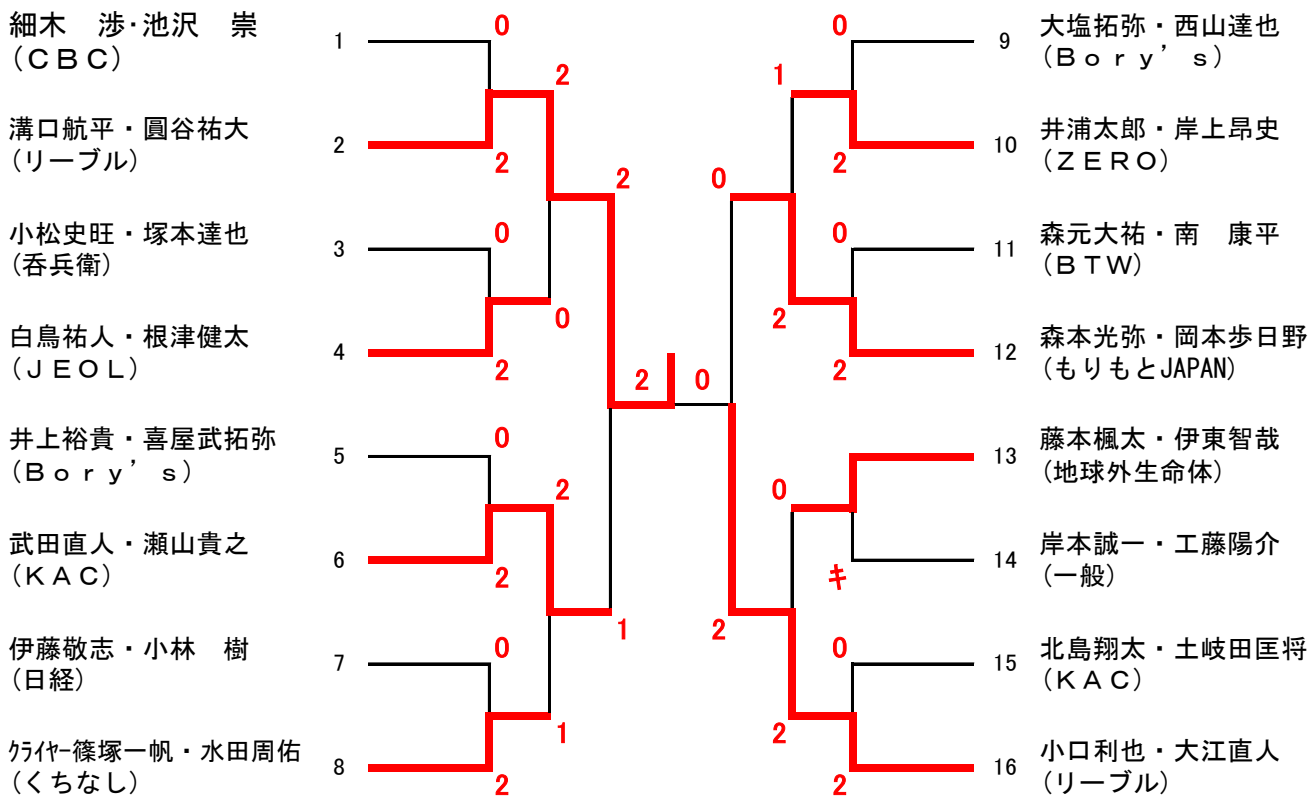 細木　渉・池沢　崇
（ＣＢＣ）
1
溝口航平・圓谷祐大
（リーブル）
2
小松史旺・塚本達也
（呑兵衛）
3
白鳥祐人・根津健太
（ＪＥＯＬ）
4
井上裕貴・喜屋武拓弥
（Ｂｏｒｙ’ｓ）
5
武田直人・瀬山貴之
（ＫＡＣ）
6
伊藤敬志・小林　樹
（日経）
7
ｸﾗｲﾔｰ篠塚一帆・水田周佑
（くちなし）
8
0
2
0
2
0
2
0
2
2
0
2
1
2
1
2
0
0
2
1
2
0
2
0
2
0
2
キ
0
2
9
大塩拓弥・西山達也
（Ｂｏｒｙ’ｓ）
10
井浦太郎・岸上昂史
（ＺＥＲＯ）
11
森元大祐・南　康平
（ＢＴＷ）
12
森本光弥・岡本歩日野
（もりもとJAPAN）
13
藤本楓太・伊東智哉
（地球外生命体）
14
岸本誠一・工藤陽介
（一般）
15
北島翔太・土岐田匡将
（ＫＡＣ）
16
小口利也・大江直人
（リーブル）